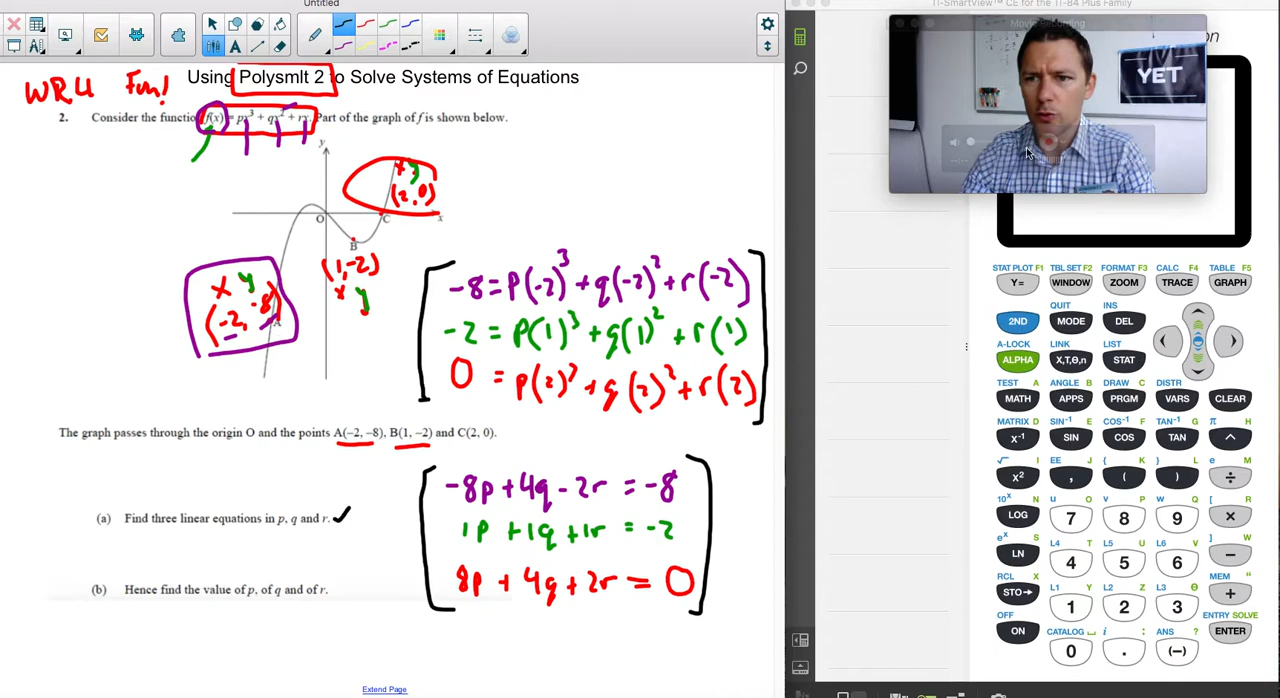 Untitled
TI-SmartView™ CE for the TI-84 Plus Family
WR4 Fun!
Using Polysmlt 2 to Solve Systems of Equations
2. Consider the function f(x) = px³ + qx² + rx. Part of the graph of f is shown below.
y
x y
(2, 0)
O
C
x
B
(1, -2)
x y
x y
(-2, -8)
A
-8 = p(-2)³ + q(-2)² + r(-2)
-2 = p(1)³ + q(1)² + r(1)
0 = p(2)³ + q(2)² + r(2)
The graph passes through the origin O and the points A(−2, −8), B(1, −2) and C(2, 0).
-8p + 4q - 2r = -8
(a) Find three linear equations in p, q and r. ✓
1p + 1q + 1r = -2
8p + 4q + 2r = 0
(b) Hence find the value of p, of q and of r.
Extend Page
YET
STAT PLOT F1 TBL SET F2 FORMAT F3 CALC F4 TABLE F5
Y= WINDOW ZOOM TRACE GRAPH
QUIT INS
2ND MODE DEL
A-LOCK LINK LIST
ALPHA X,T,Θ,n STAT
TEST A ANGLE B DRAW C DISTR
MATH APPS PRGM VARS CLEAR
MATRIX D SIN⁻¹ E COS⁻¹ F TAN⁻¹ G π H
x⁻¹ SIN COS TAN ^
√ I EE J { K } L e M
x² , ( ) ÷
10ˣ N u O v P w Q [ R
LOG 7 8 9 ×
eˣ S L4 T L5 U L6 V ] W
LN 4 5 6 −
RCL X L1 Y L2 Z L3 θ MEM "
STO→ 1 2 3 +
OFF CATALOG i : ANS ? ENTRY SOLVE
ON 0 . (−) ENTER